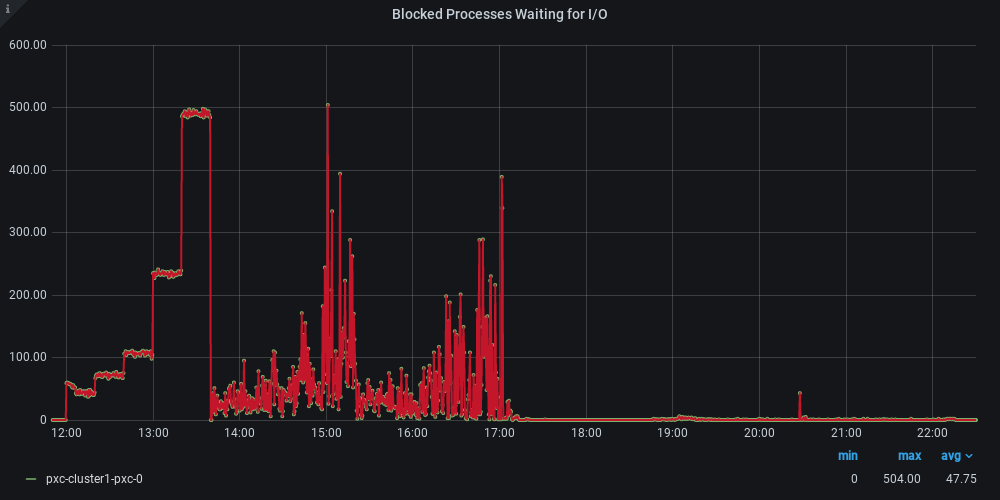 i
Blocked Processes Waiting for I/O
600.00
500.00
400.00
300.00
200.00
100.00
0
12:00 13:00 14:00 15:00 16:00 17:00 18:00 19:00 20:00 21:00 22:00
min max avg
pxc-cluster1-pxc-0 0 504.00 47.75